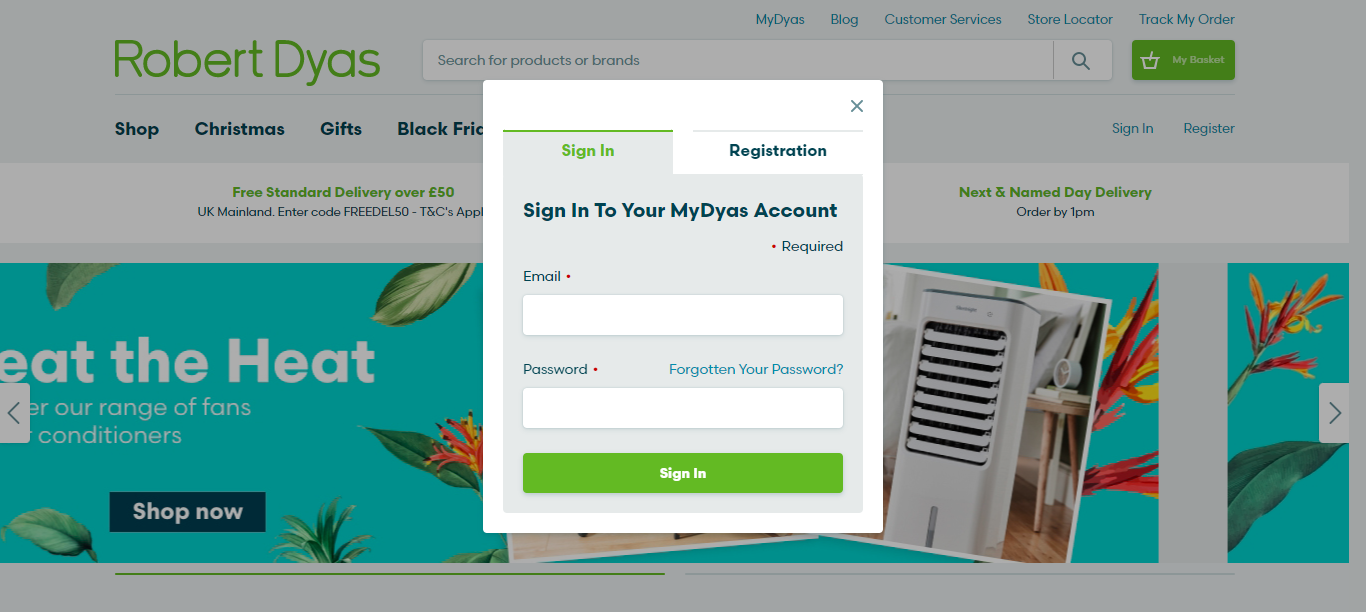 MyDyas Blog Customer Services Store Locator Track My Order
Robert Dyas
Search for products or brands
My Basket
Shop Christmas Gifts Black
Sign In Register
Sign In Registration
Free Standard Delivery over £50
UK Mainland. Enter code FREEDEL50 - T&C's
Next & Named Day Delivery
Order by 1pm
Sign In To Your MyDyas Account
• Required
Email •
Password • Forgotten Your Password?
Sign In
eat the Heat
er our range of fans
conditioners
Shop now